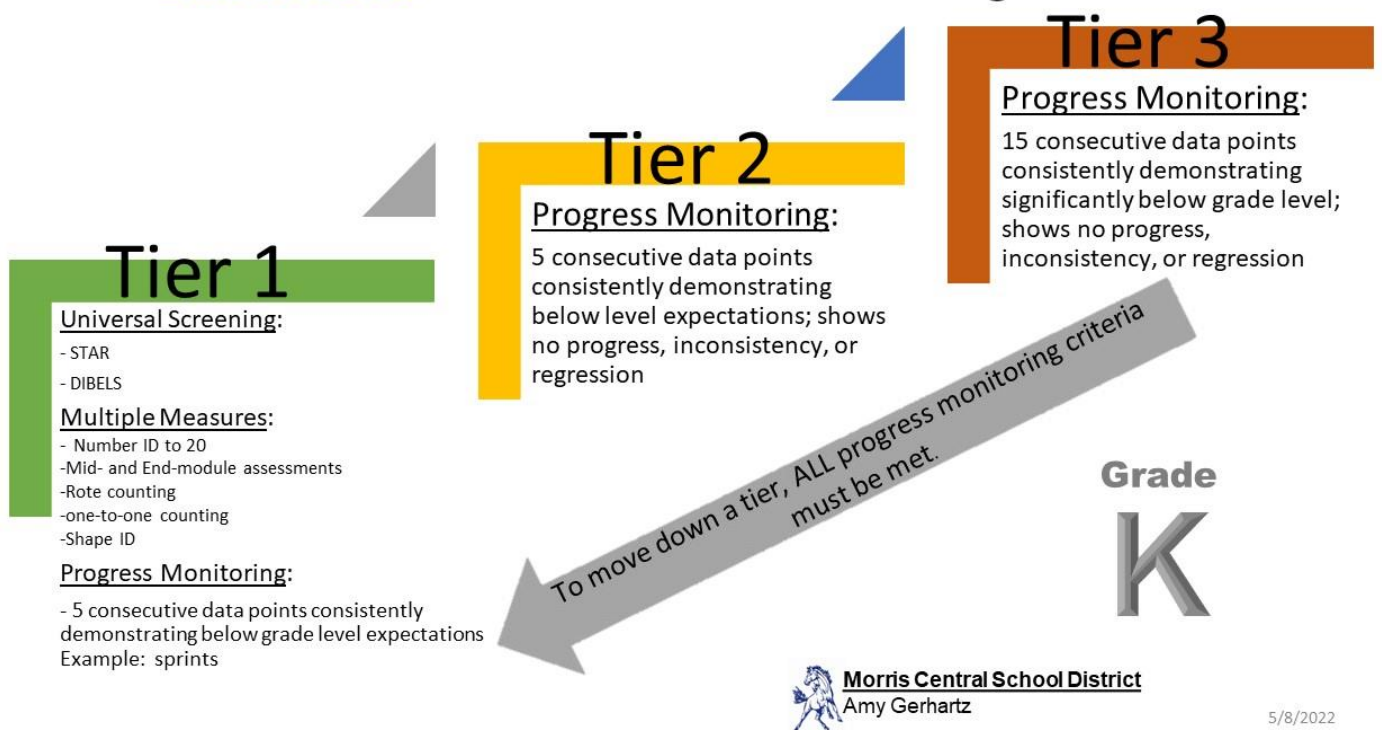 Tier 1
Universal Screening:
- STAR
- DIBELS
Multiple Measures:
- Number ID to 20
-Mid- and End-module assessments
-Rote counting
-one-to-one counting
-Shape ID
Progress Monitoring:
- 5 consecutive data points consistently
demonstrating below grade level expectations
Example: sprints
Tier 2
Progress Monitoring:
5 consecutive data points
consistently demonstrating
below level expectations; shows
no progress, inconsistency, or
regression
Tier 3
Progress Monitoring:
15 consecutive data points
consistently demonstrating
significantly below grade level;
shows no progress,
inconsistency, or regression
To move down a tier, ALL progress monitoring criteria
must be met.
Grade
K
Morris Central School District
Amy Gerhartz
5/8/2022